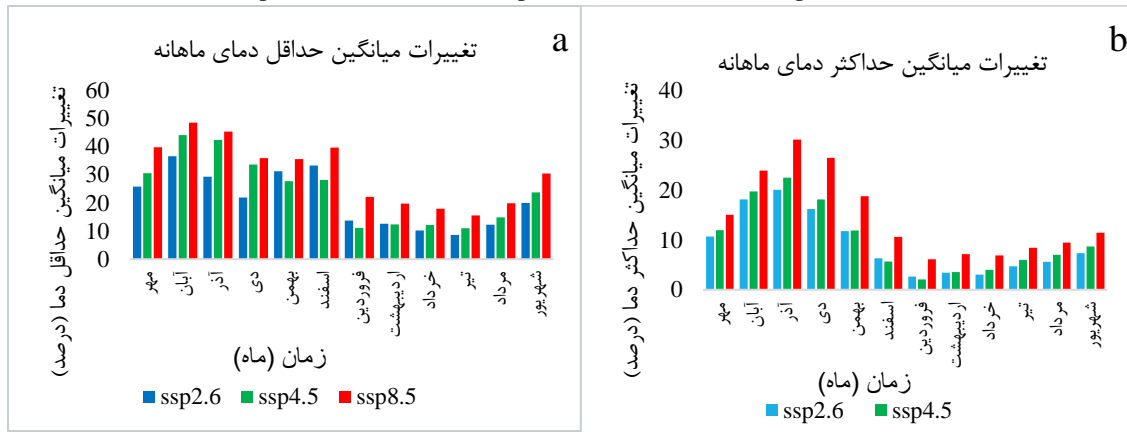 a
تغییرات میانگین حداقل دمای ماهانه
تغییرات میانگین حداقل دما (درصد)
60
50
40
30
20
10
0
مهر
آبان
آذر
دی
بهمن
اسفند
فروردین
اردیبهشت
خرداد
تیر
مرداد
شهریور
زمان (ماه)
ssp2.6 ssp4.5 ssp8.5
b
تغییرات میانگین حداکثر دمای ماهانه
تغییرات میانگین حداکثر دما (درصد)
40
30
20
10
0
مهر
آبان
آذر
دی
بهمن
اسفند
فروردین
اردیبهشت
خرداد
تیر
مرداد
شهریور
زمان (ماه)
ssp2.6 ssp4.5